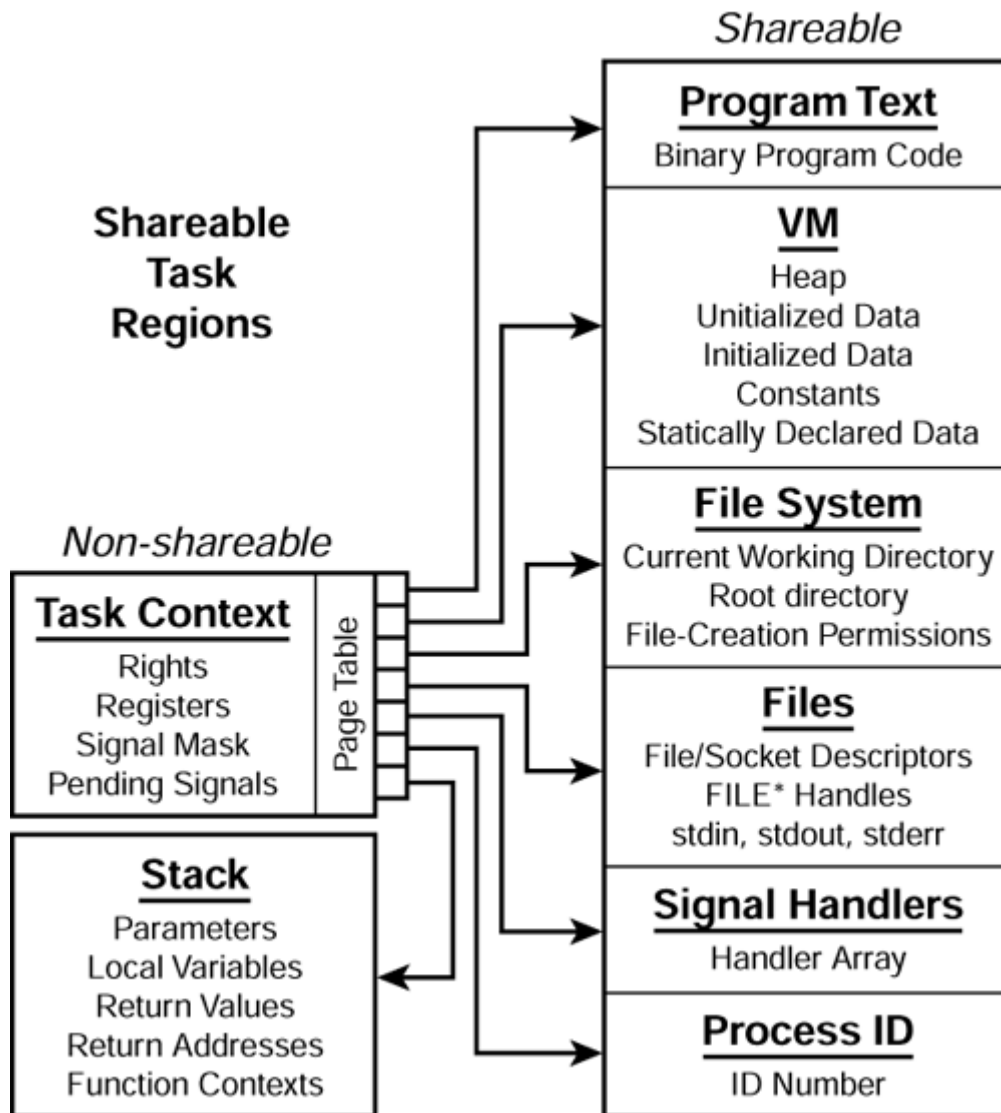 Shareable
Program Text
Binary Program Code
Shareable
Task
Regions
VM
Heap
Unitialized Data
Initialized Data
Constants
Statically Declared Data
File System
Current Working Directory
Root directory
File-Creation Permissions
Non-shareable
Task Context
Rights
Registers
Signal Mask
Pending Signals
Page Table
Files
File/Socket Descriptors
FILE* Handles
stdin, stdout, stderr
Stack
Parameters
Local Variables
Return Values
Return Addresses
Function Contexts
Signal Handlers
Handler Array
Process ID
ID Number